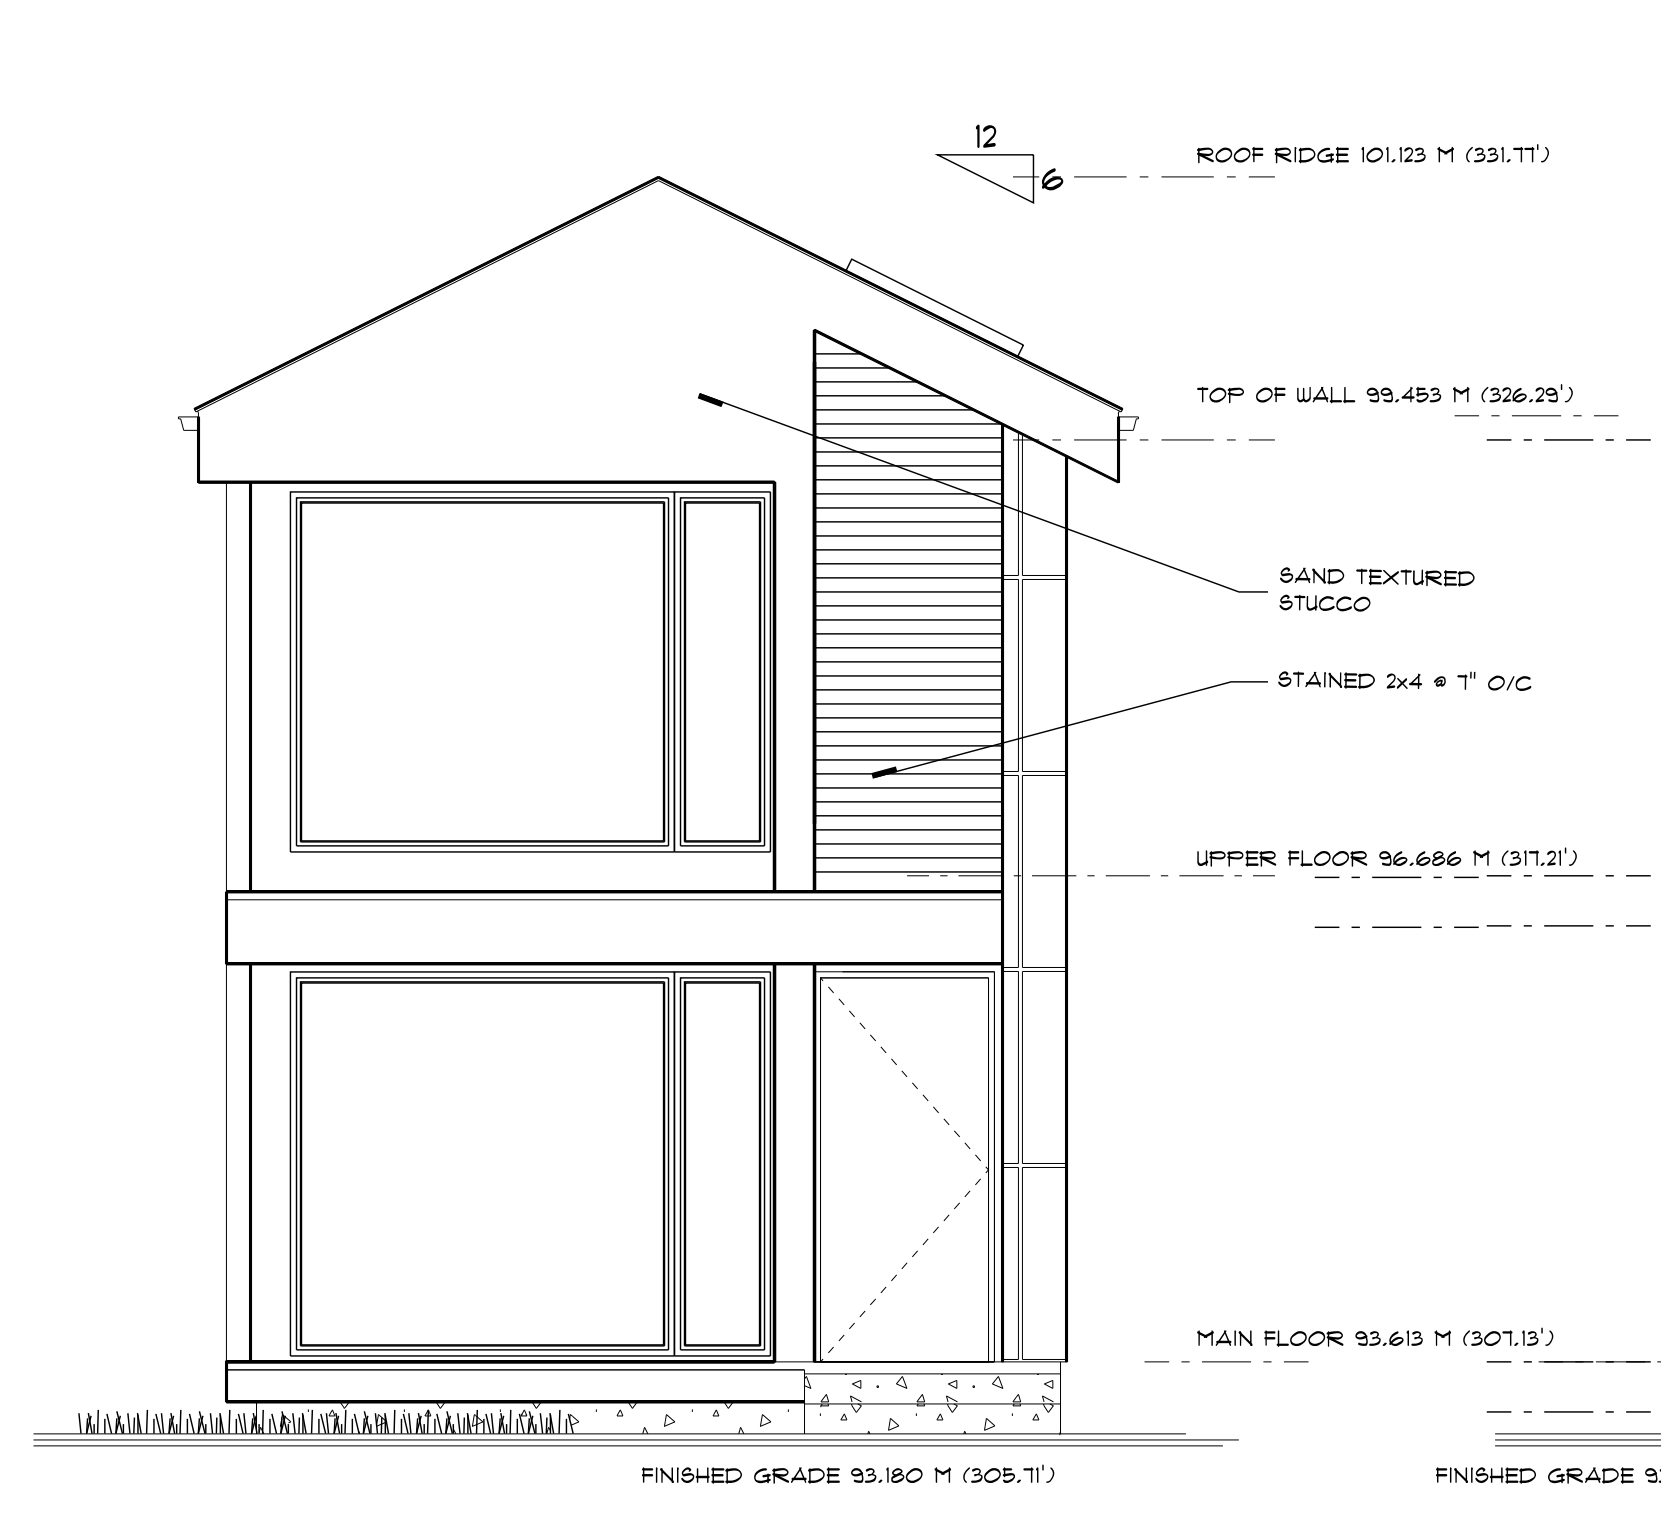 12
6
ROOF RIDGE 101.123 M (331.77')
TOP OF WALL 99.453 M (326.29')
SAND TEXTURED
STUCCO
STAINED 2x4 @ 7" O/C
UPPER FLOOR 96.686 M (317.21')
MAIN FLOOR 93.613 M (307.13')
FINISHED GRADE 93.180 M (305.71')
FINISHED GRADE 9